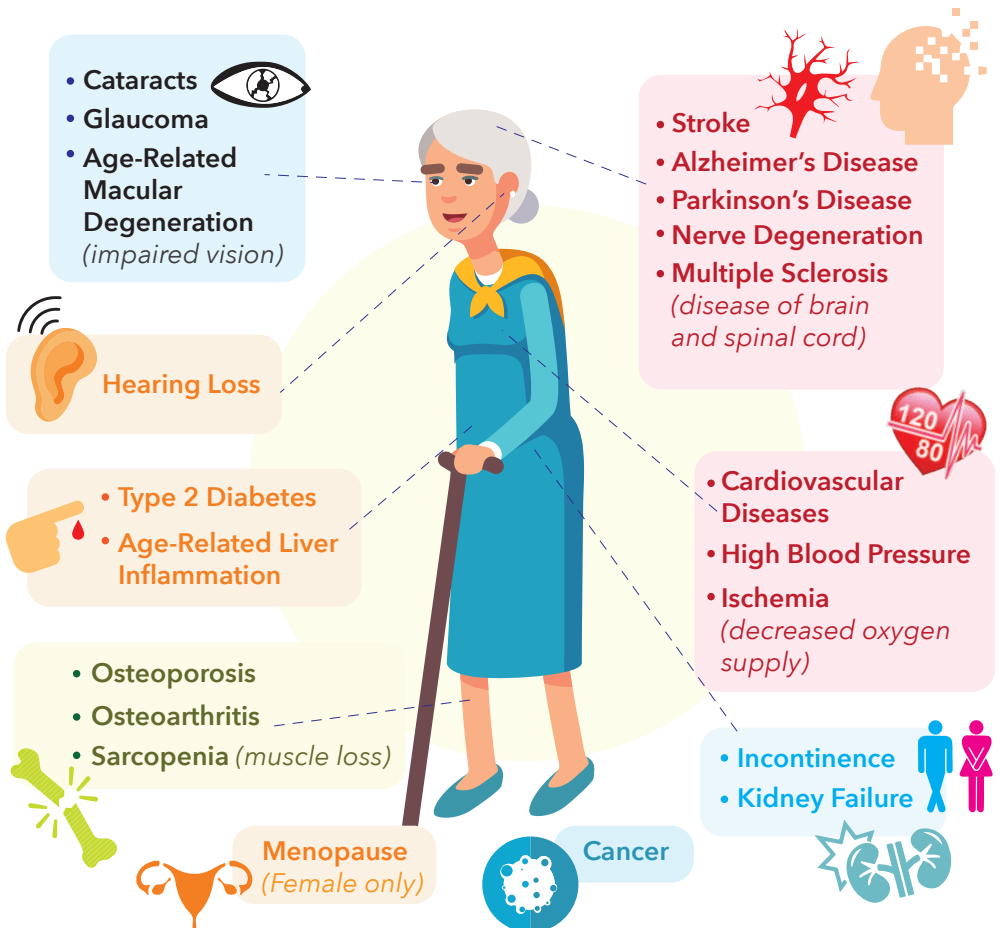 • Cataracts
• Glaucoma
• Age-Related
Macular
Degeneration
(impaired vision)
• Stroke
• Alzheimer's Disease
• Parkinson's Disease
• Nerve Degeneration
• Multiple Sclerosis
(disease of brain
and spinal cord)
Hearing Loss
120
80
• Type 2 Diabetes
• Age-Related Liver
Inflammation
• Cardiovascular
Diseases
• High Blood Pressure
• Ischemia
(decreased oxygen
supply)
• Osteoporosis
• Osteoarthritis
• Sarcopenia (muscle loss)
• Incontinence
• Kidney Failure
Menopause
(Female only)
Cancer